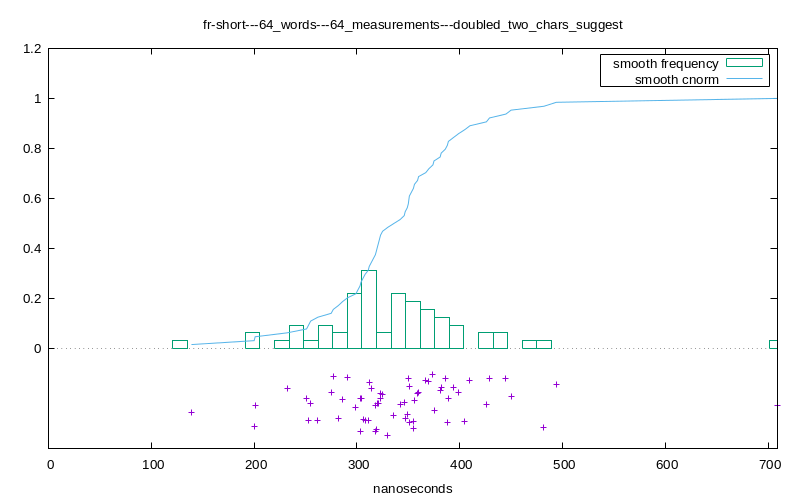 fr-short---64_words---64_measurements---doubled_two_chars_suggest
1.2
smooth frequency
smooth cnorm
1
0.8
0.6
0.4
0.2
0
0 100 200 300 400 500 600 700
nanoseconds